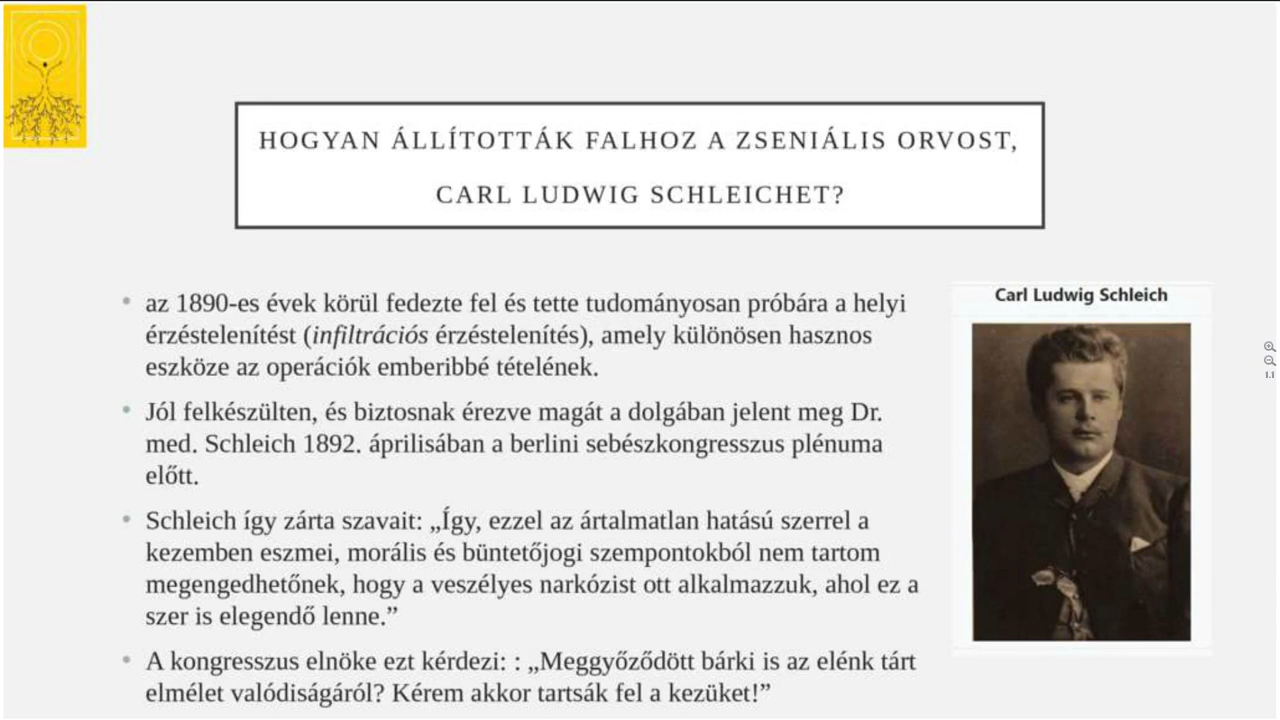 HOGYAN ÁLLÍTOTTÁK FALHOZ A ZSENIÁLIS ORVOST,
CARL LUDWIG SCHLEICHET?
• az 1890-es évek körül fedezte fel és tette tudományosan próbára a helyi
érzéstelenítést (infiltrációs érzéstelenítés), amely különösen hasznos
eszköze az operációk emberibbé tételének.
• Jól felkészülten, és biztosnak érezve magát a dolgában jelent meg Dr.
med. Schleich 1892. áprilisában a berlini sebészkongresszus plénuma
előtt.
• Schleich így zárta szavait: „Így, ezzel az ártalmatlan hatású szerrel a
kezemben eszmei, morális és büntetőjogi szempontokból nem tartom
megengedhetőnek, hogy a veszélyes narkózist ott alkalmazzuk, ahol ez a
szer is elegendő lenne.”
• A kongresszus elnöke ezt kérdezi: : „Meggyőződött bárki is az elénk tárt
elmélet valódiságáról? Kérem akkor tartsák fel a kezüket!”
Carl Ludwig Schleich
1:1